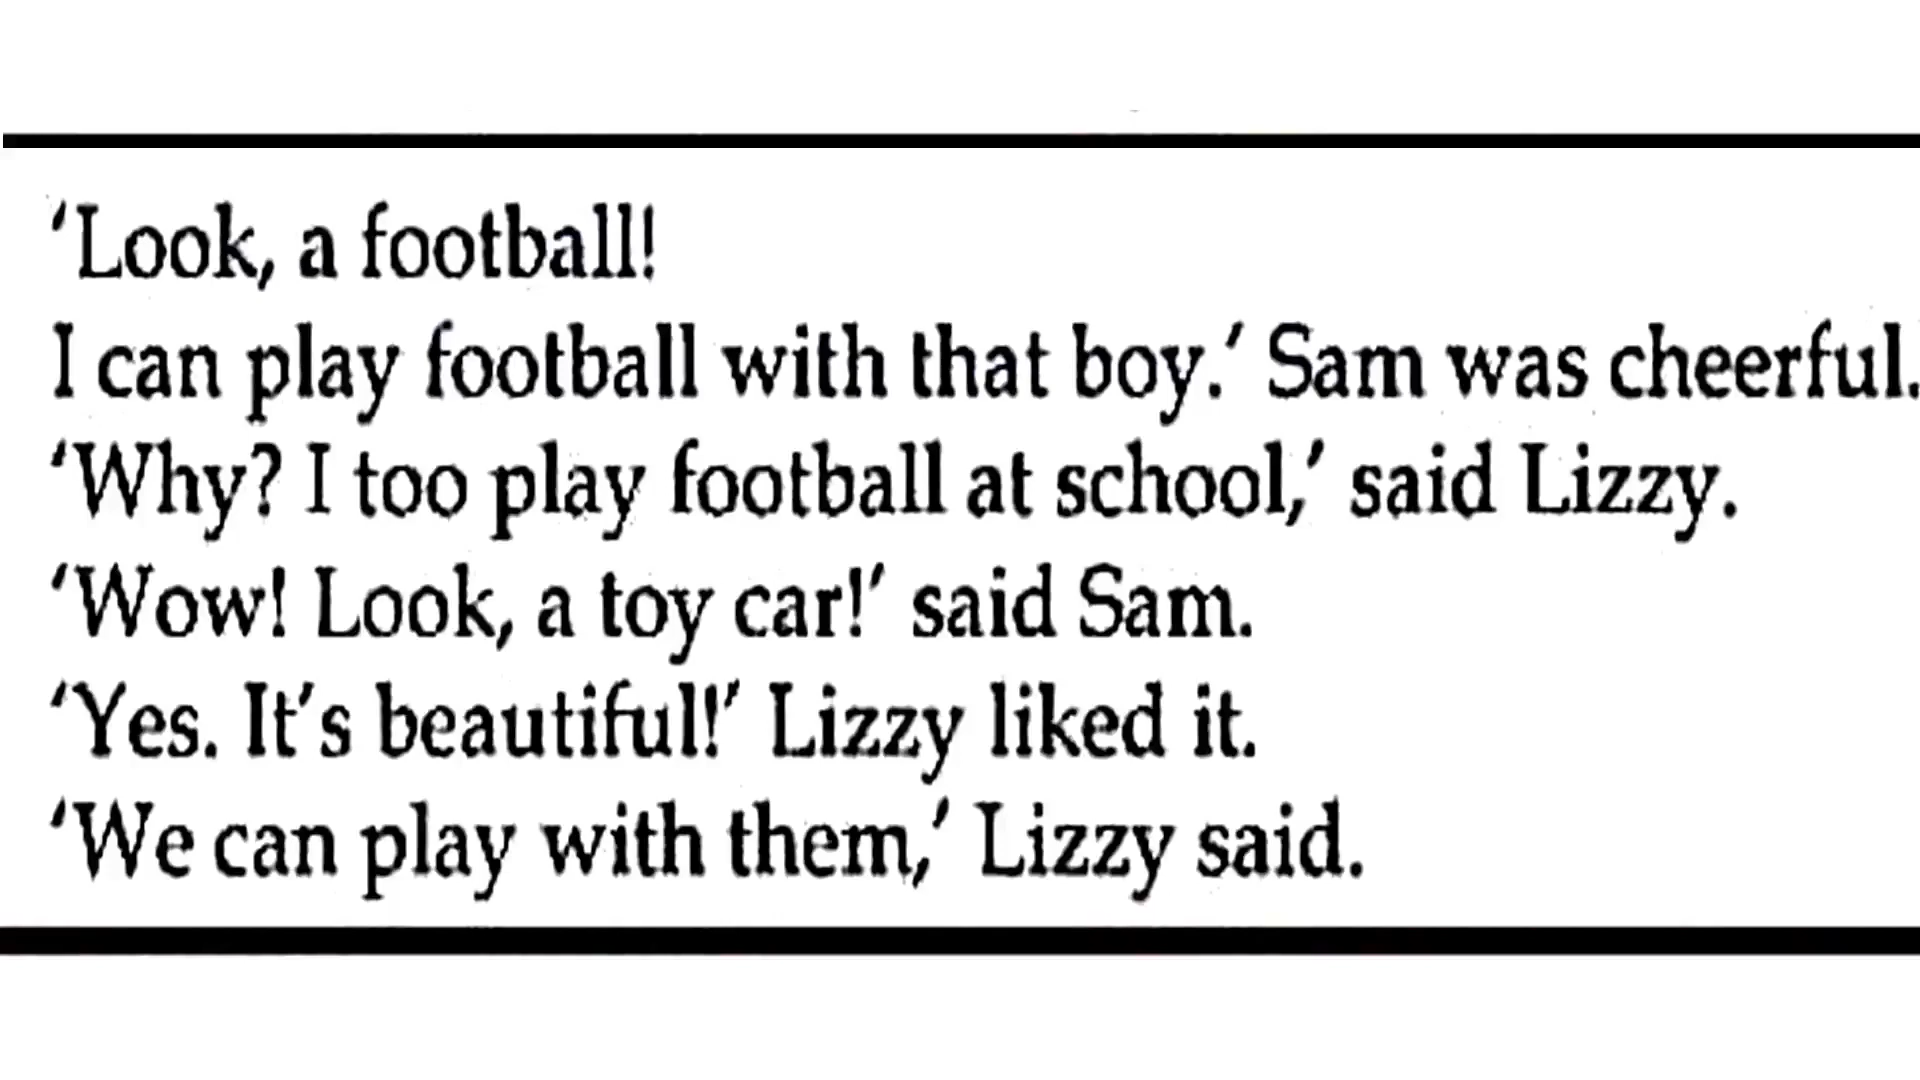 ‘Look, a football!
I can play football with that boy.’ Sam was cheerful.
‘Why? I too play football at school,’ said Lizzy.
‘Wow! Look, a toy car!’ said Sam.
‘Yes. It’s beautiful!’ Lizzy liked it.
‘We can play with them,’ Lizzy said.